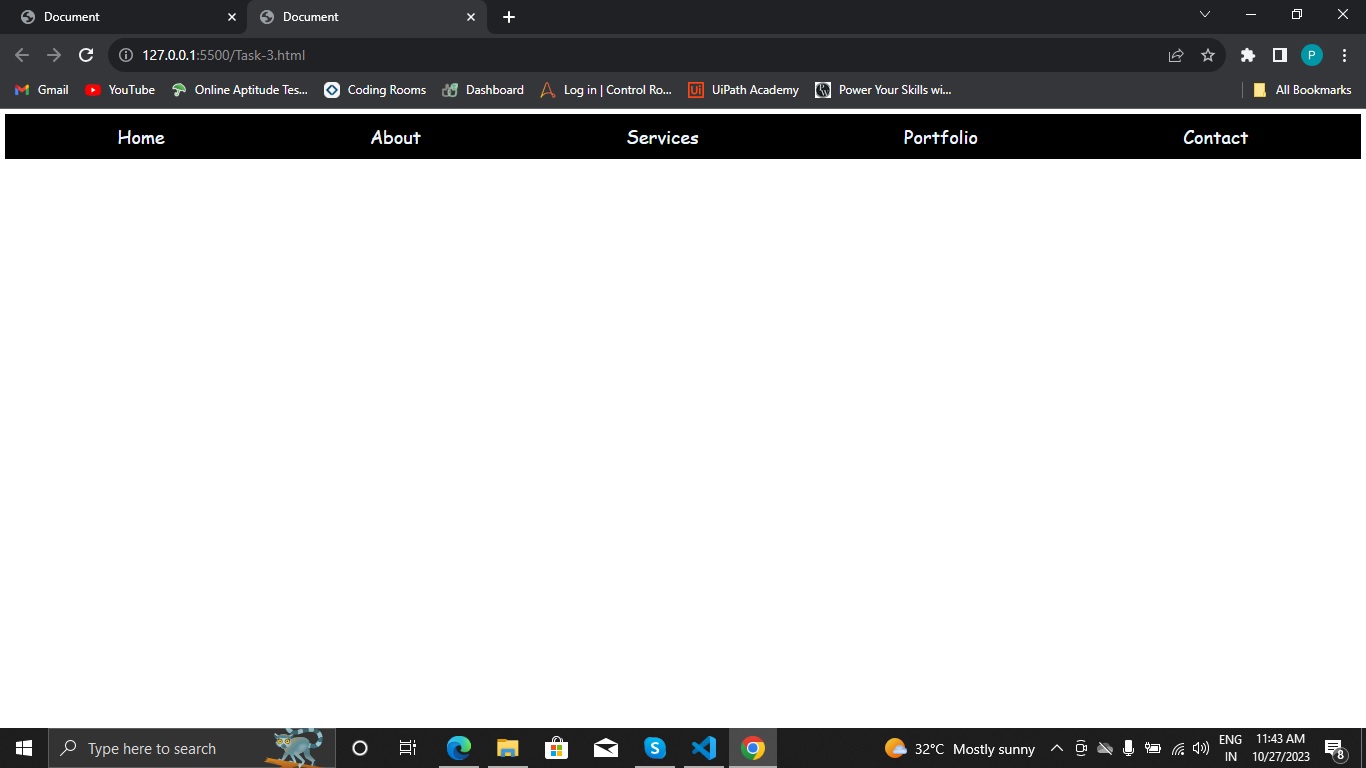 Document
Document
127.0.0.1:5500/Task-3.html
P
Gmail
YouTube
Online Aptitude Tes...
Coding Rooms
Dashboard
Log in | Control Ro...
Ui
UiPath Academy
Power Your Skills wi...
All Bookmarks
Home
About
Services
Portfolio
Contact
Type here to search
S
32°C Mostly sunny
ENG
IN
11:43 AM
10/27/2023
8